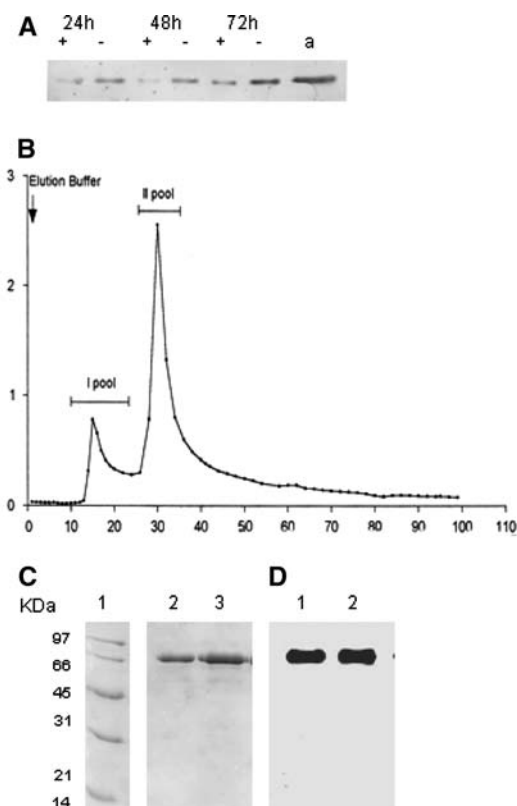 A
24h 48h 72h
+ - + - + - a
B
3
Elution Buffer
II pool
2
I pool
1
0
0 10 20 30 40 50 60 70 80 90 100 110
C D
KDa 1 2 3 1 2
97
66
45
31
21
14